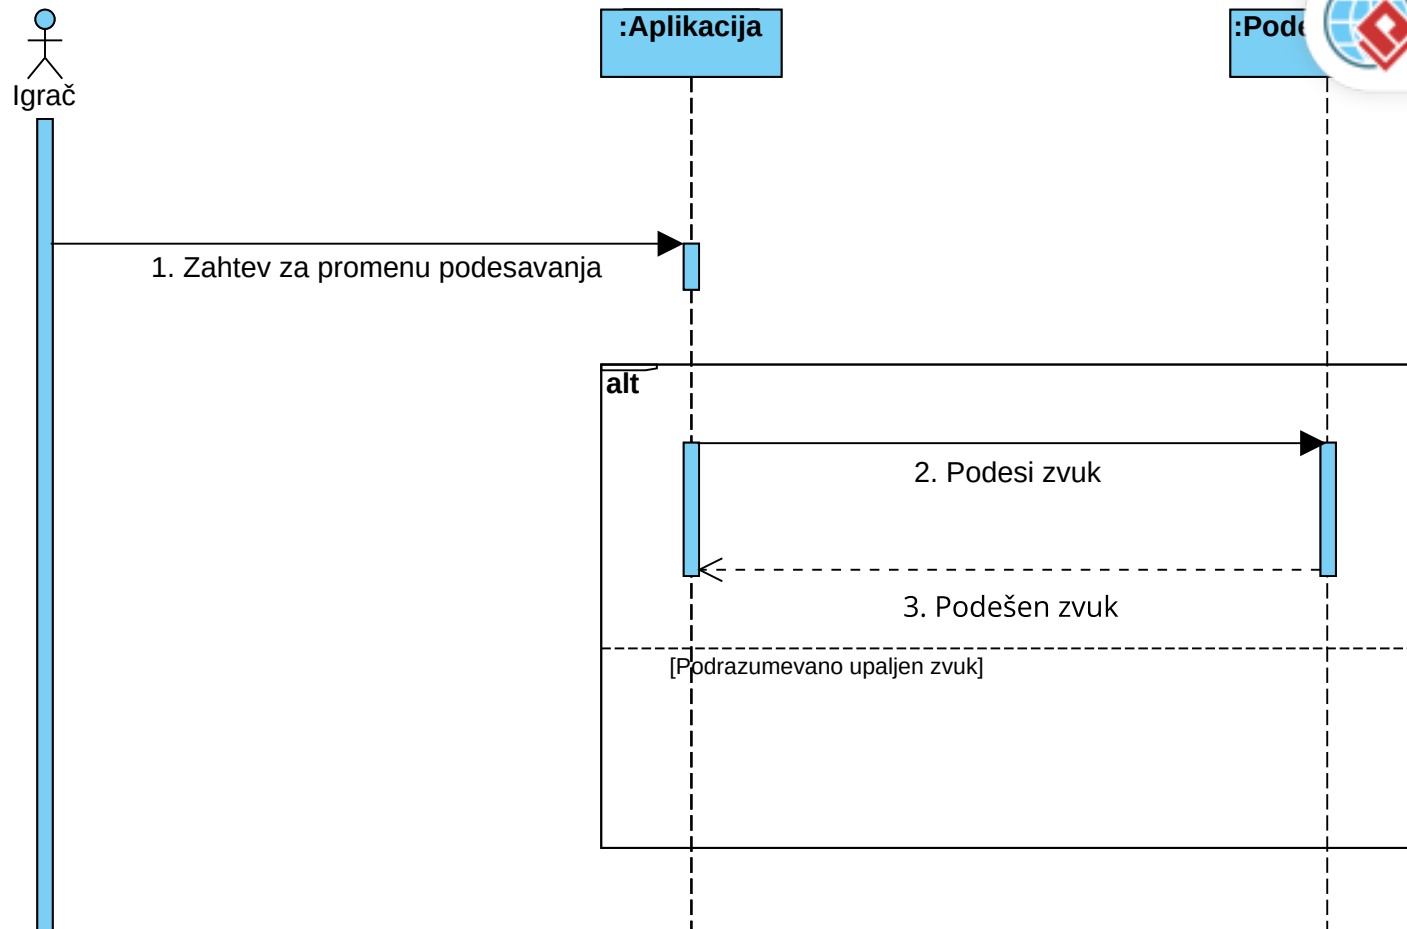 Igrač
:Aplikacija
1. Zahtev za promenu podesavanja
alt
2. Podesi zvuk
3. Podešen zvuk
[Podrazumevano upaljen zvuk]